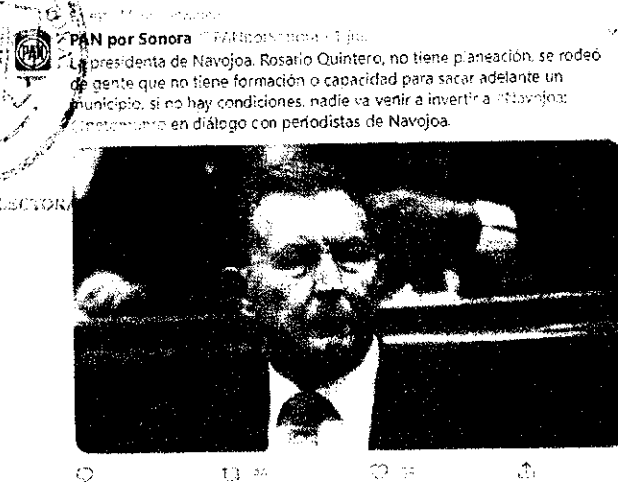 PAN por Sonora
PAN
La presidenta de Navojoa, Rosario Quintero, no tiene planeación, se rodeó
de gente que no tiene formación o capacidad para sacar adelante un
municipio, si no hay condiciones, nadie va venir a invertir a #Navojoa:
en diálogo con periodistas de Navojoa.